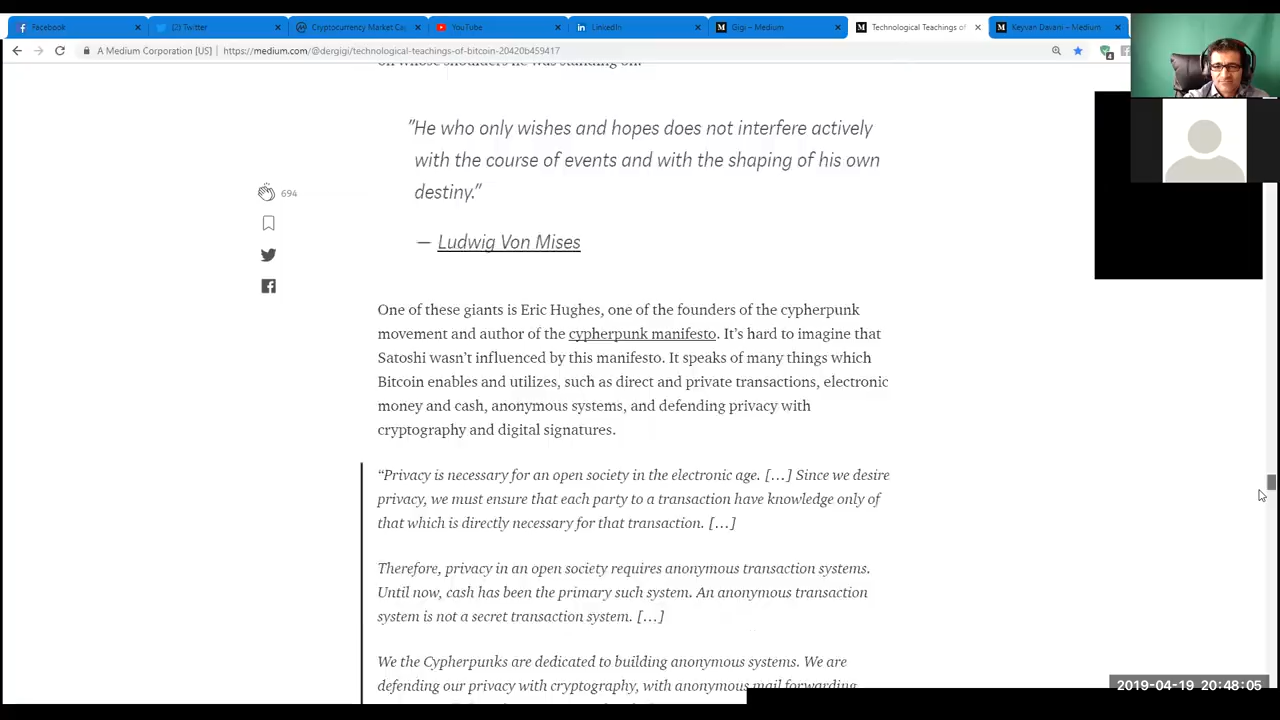 Facebook
(2) Twitter
Cryptocurrency Market Ca
YouTube
LinkedIn
Gigi – Medium
Technological Teachings of
Keyvan Davani – Medium
A Medium Corporation [US] | https://medium.com/@dergigi/technological-teachings-of-bitcoin-20420b459417
on whose shoulders he was standing on.
"He who only wishes and hopes does not interfere actively
with the course of events and with the shaping of his own
destiny."
— Ludwig Von Mises
694
One of these giants is Eric Hughes, one of the founders of the cypherpunk
movement and author of the cypherpunk manifesto. It's hard to imagine that
Satoshi wasn't influenced by this manifesto. It speaks of many things which
Bitcoin enables and utilizes, such as direct and private transactions, electronic
money and cash, anonymous systems, and defending privacy with
cryptography and digital signatures.
"Privacy is necessary for an open society in the electronic age. […] Since we desire
privacy, we must ensure that each party to a transaction have knowledge only of
that which is directly necessary for that transaction. […]
Therefore, privacy in an open society requires anonymous transaction systems.
Until now, cash has been the primary such system. An anonymous transaction
system is not a secret transaction system. […]
We the Cypherpunks are dedicated to building anonymous systems. We are
defending our privacy with cryptography, with anonymous mail forwarding
2019-04-19 20:48:05